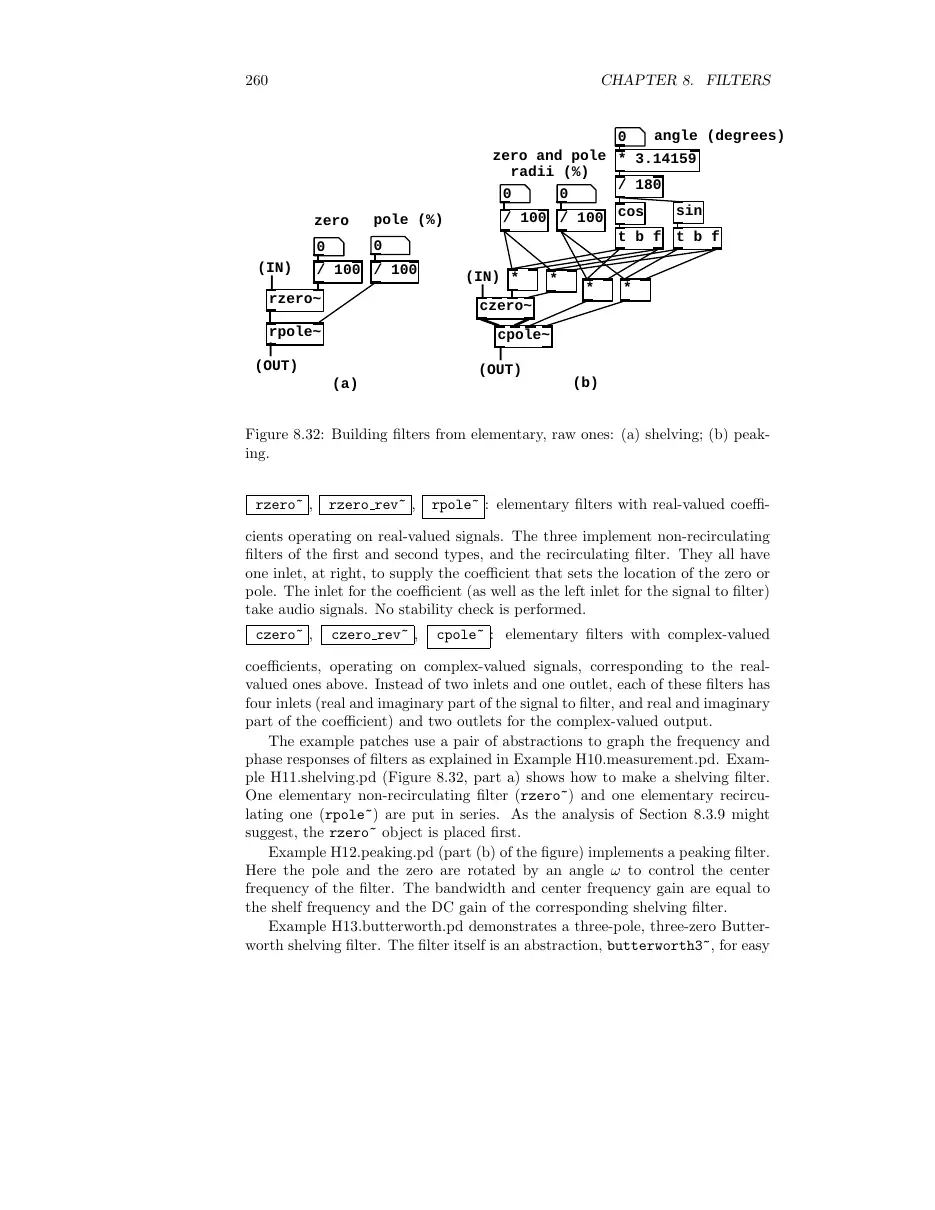 260 CHAPTER 8. FILTERS
0 angle (degrees)
* 3.14159
zero and pole
radii (%)
/ 180
0 0
cos sin
/ 100 / 100
t b f t b f
zero pole (%)
0 0
(IN) / 100 / 100
(IN) * * * *
rzero~
czero~
rpole~
cpole~
(OUT)
(OUT)
(a) (b)
Figure 8.32: Building filters from elementary, raw ones: (a) shelving; (b) peak-
ing.
rzero~ , rzero_rev~ , rpole~ : elementary filters with real-valued coeffi-
cients operating on real-valued signals. The three implement non-recirculating
filters of the first and second types, and the recirculating filter. They all have
one inlet, at right, to supply the coefficient that sets the location of the zero or
pole. The inlet for the coefficient (as well as the left inlet for the signal to filter)
take audio signals. No stability check is performed.
czero~ , czero_rev~ , cpole~ : elementary filters with complex-valued
coefficients, operating on complex-valued signals, corresponding to the real-
valued ones above. Instead of two inlets and one outlet, each of these filters has
four inlets (real and imaginary part of the signal to filter, and real and imaginary
part of the coefficient) and two outlets for the complex-valued output.
The example patches use a pair of abstractions to graph the frequency and
phase responses of filters as explained in Example H10.measurement.pd. Exam-
ple H11.shelving.pd (Figure 8.32, part a) shows how to make a shelving filter.
One elementary non-recirculating filter (rzero~) and one elementary recircu-
lating one (rpole~) are put in series. As the analysis of Section 8.3.9 might
suggest, the rzero~ object is placed first.
Example H12.peaking.pd (part (b) of the figure) implements a peaking filter.
Here the pole and the zero are rotated by an angle ω to control the center
frequency of the filter. The bandwidth and center frequency gain are equal to
the shelf frequency and the DC gain of the corresponding shelving filter.
Example H13.butterworth.pd demonstrates a three-pole, three-zero Butter-
worth shelving filter. The filter itself is an abstraction, butterworth3~, for easy